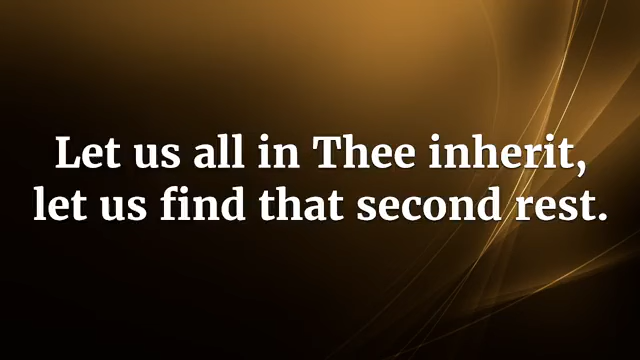 Let us all in Thee inherit,
let us find that second rest.